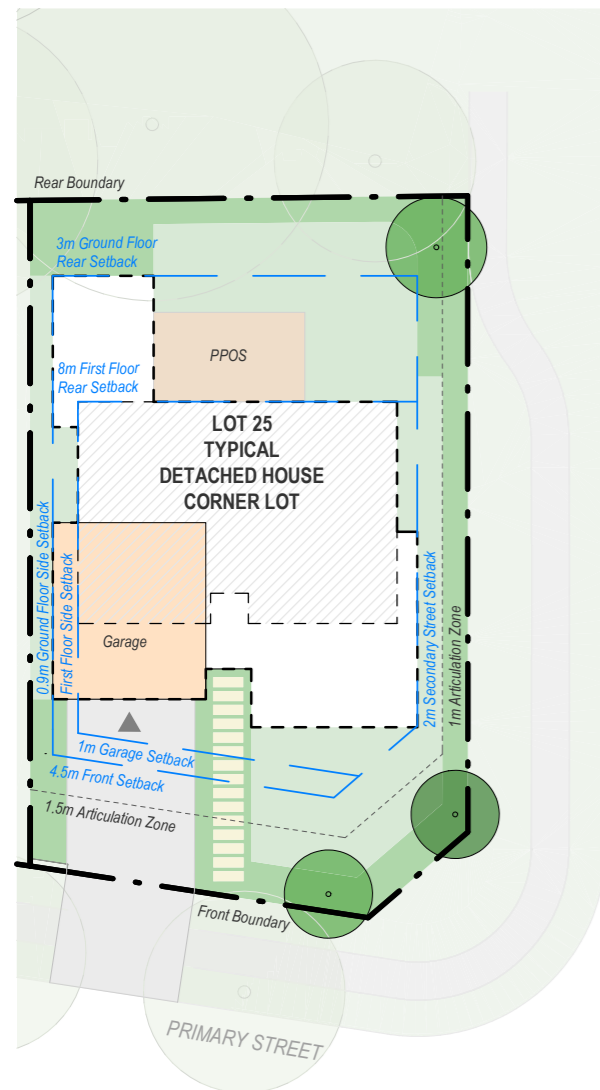 Rear Boundary
3m Ground Floor
Rear Setback
PPOS
8m First Floor
Rear Setback
LOT 25
TYPICAL
DETACHED HOUSE
CORNER LOT
0.9m Ground Floor Side Setback
First Floor Side Setback
2m Secondary Street Setback
1m Articulation Zone
Garage
1m Garage Setback
4.5m Front Setback
1.5m Articulation Zone
Front Boundary
PRIMARY STREET